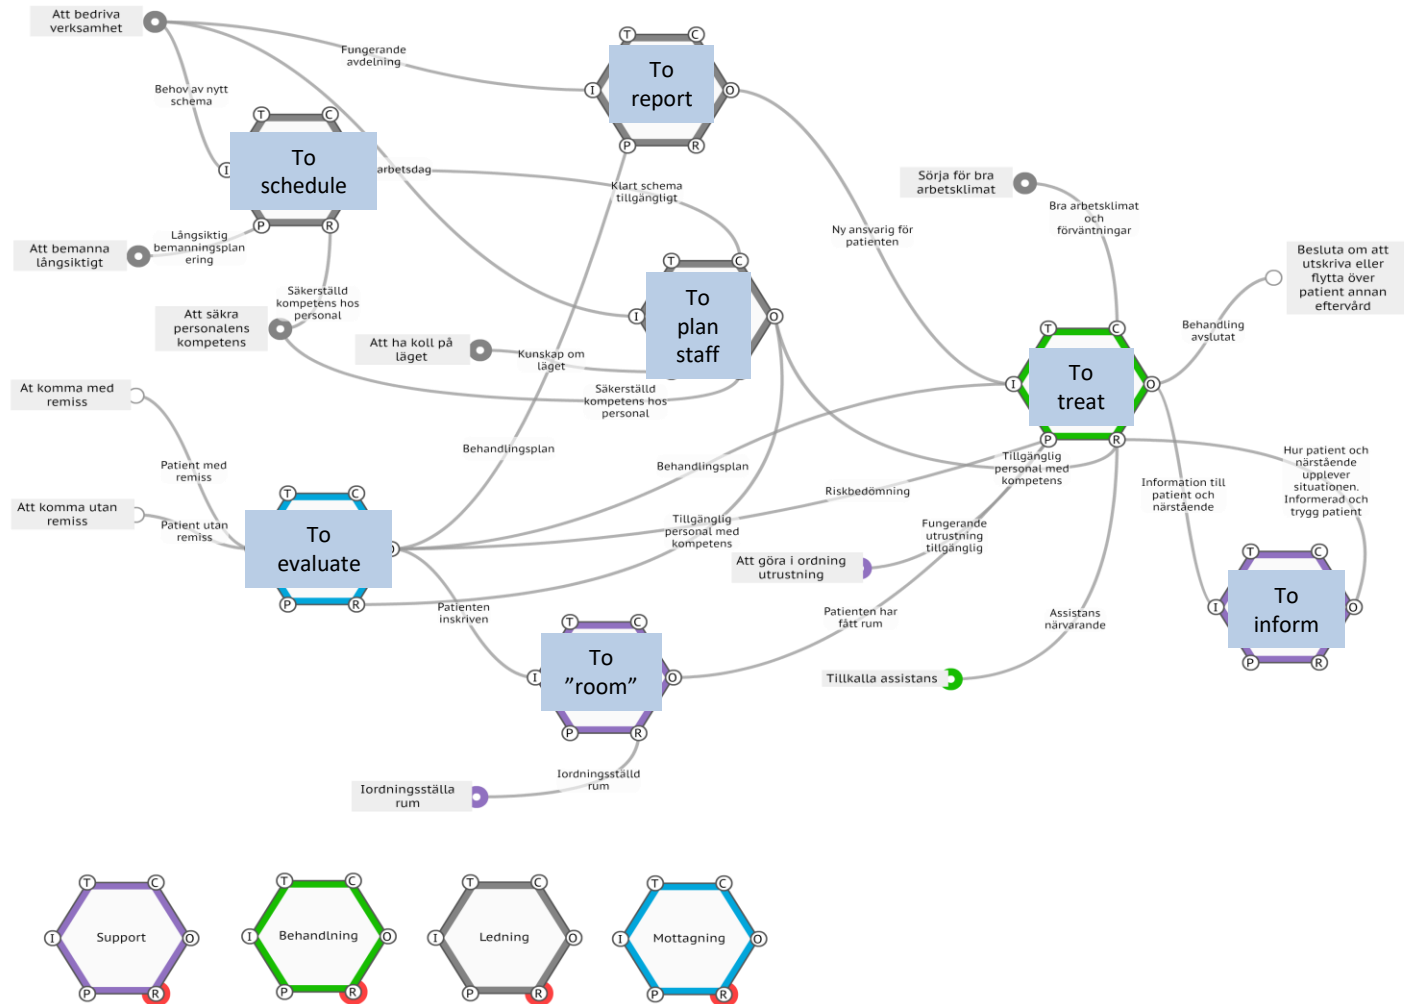 Att bedriva
verksamhet
Fungerande
avdelning
T
C
I
To
report
O
P
R
Behov av nytt
schema
T
C
I
To
schedule
arbetsdag
P
R
Klart schema
tillgängligt
Sörja för bra
arbetsklimat
Bra arbetsklimat
och
förväntningar
Ny ansvarig för
patienten
Att bemanna
långsiktigt
Långsiktig
bemanningsplan
ering
Säkerställd
kompetens hos
personal
Att säkra
personalens
kompetens
T
C
I
To
plan
staff
O
Att ha koll på
läget
Kunskap om
läget
Säkerställd
kompetens hos
personal
Besluta om att
utskriva eller
flytta över
patient annan
eftervård
Behandling
avslutat
T
C
I
To
treat
O
P
R
At komma med
remiss
Patient med
remiss
Att komma utan
remiss
Patient utan
remiss
Behandlingsplan
Behandlingsplan
Riskbedömning
Tillgänglig
personal med
kompetens
Tillgänglig
personal med
kompetens
Fungerande
utrustning
tillgänglig
Information till
patient och
närstående
Hur patient och
närstående
upplever
situationen.
Informerad och
trygg patient
T
C
To
evaluate
P
R
Att göra i ordning
utrustning
Patienten
inskriven
Patienten har
fått rum
Assistans
närvarande
T
C
I
To
inform
O
P
R
T
C
I
To
"room"
O
P
R
Tillkalla assistans
Iordningsställa
rum
Iordningsställd
rum
T
C
I
Support
O
P
R
T
C
I
Behandlning
O
P
R
T
C
I
Ledning
O
P
R
T
C
I
Mottagning
O
P
R